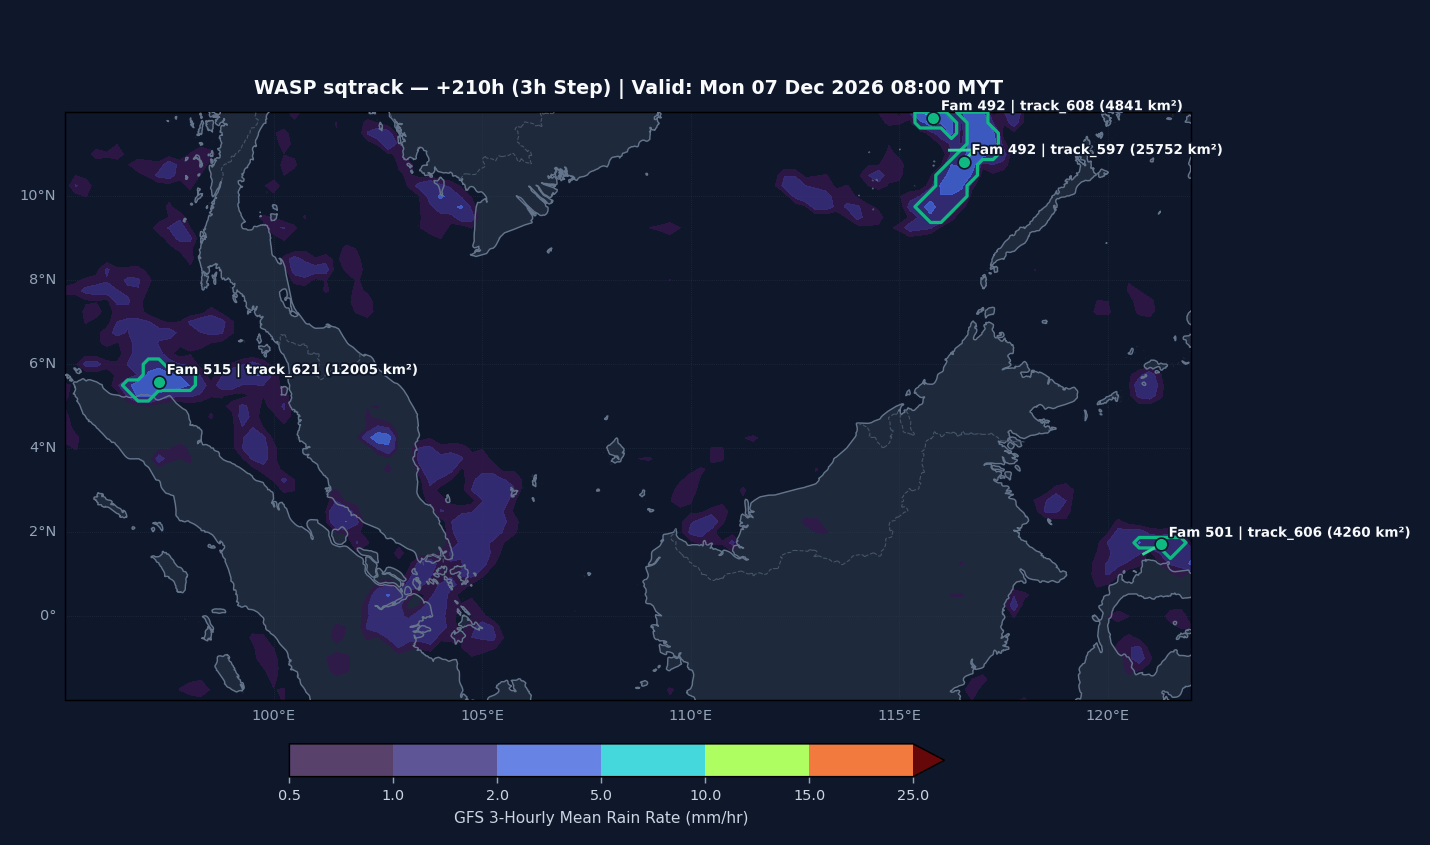 WASP sqtrack — +210h (3h Step) | Valid: Mon 07 Dec 2026 08:00 MYT
Fam 492 | track_608 (4841 km²)
Fam 492 | track_597 (25752 km²)
Fam 515 | track_621 (12005 km²)
Fam 501 | track_606 (4260 km²)
10°N
8°N
6°N
4°N
2°N
0°
100°E 105°E 110°E 115°E 120°E
0.5 1.0 2.0 5.0 10.0 15.0 25.0
GFS 3-Hourly Mean Rain Rate (mm/hr)